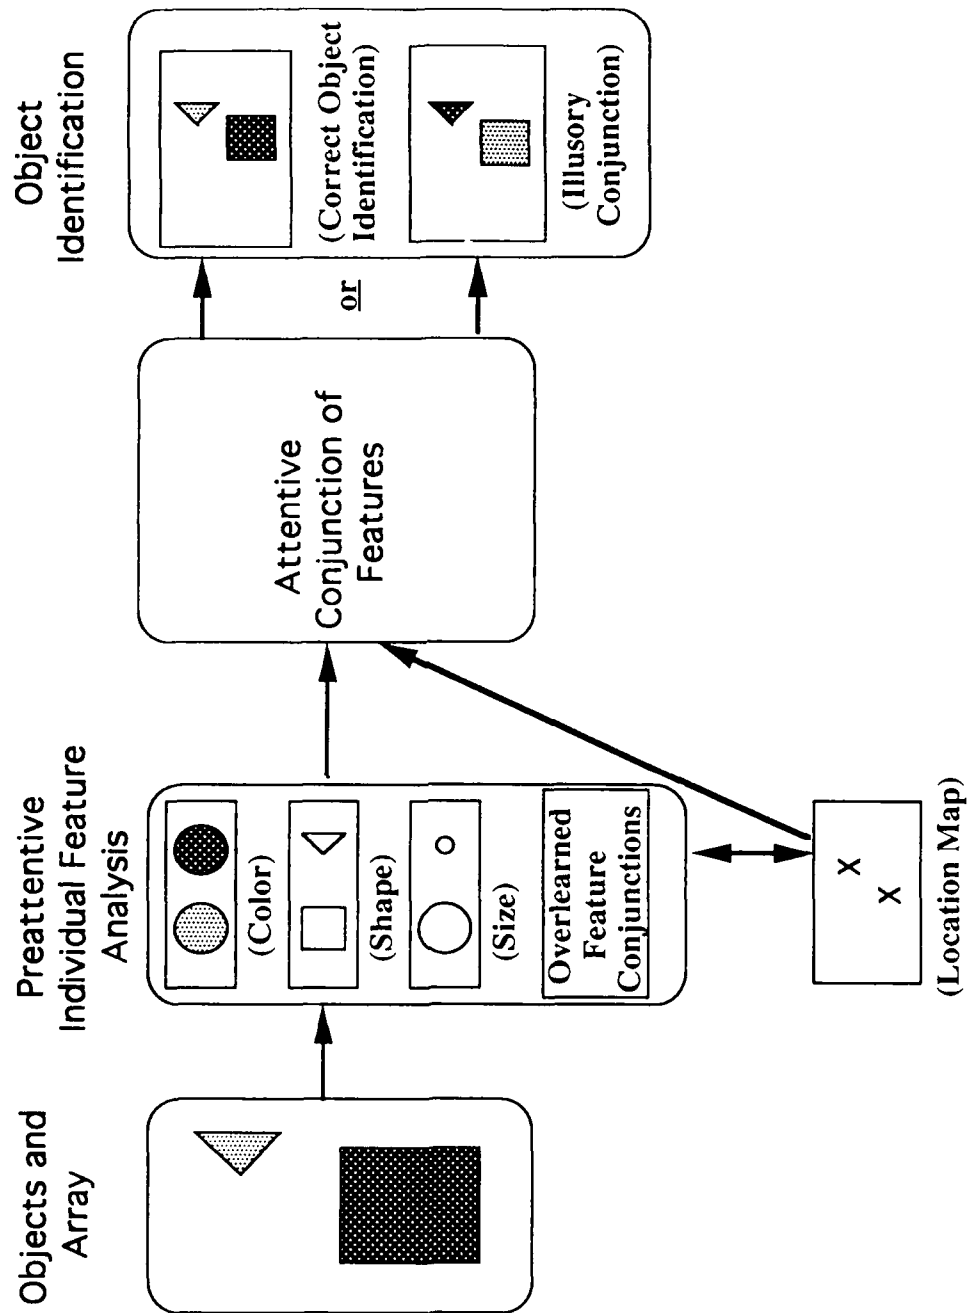 Objects and
Array
Preattentive
Individual Feature
Analysis
(Color)
(Shape)
(Size)
Overlearned
Feature
Conjunctions
X
X
(Location Map)
Attentive
Conjunction of
Features
or
Object
Identification
(Correct Object
Identification)
(Illusory
Conjunction)